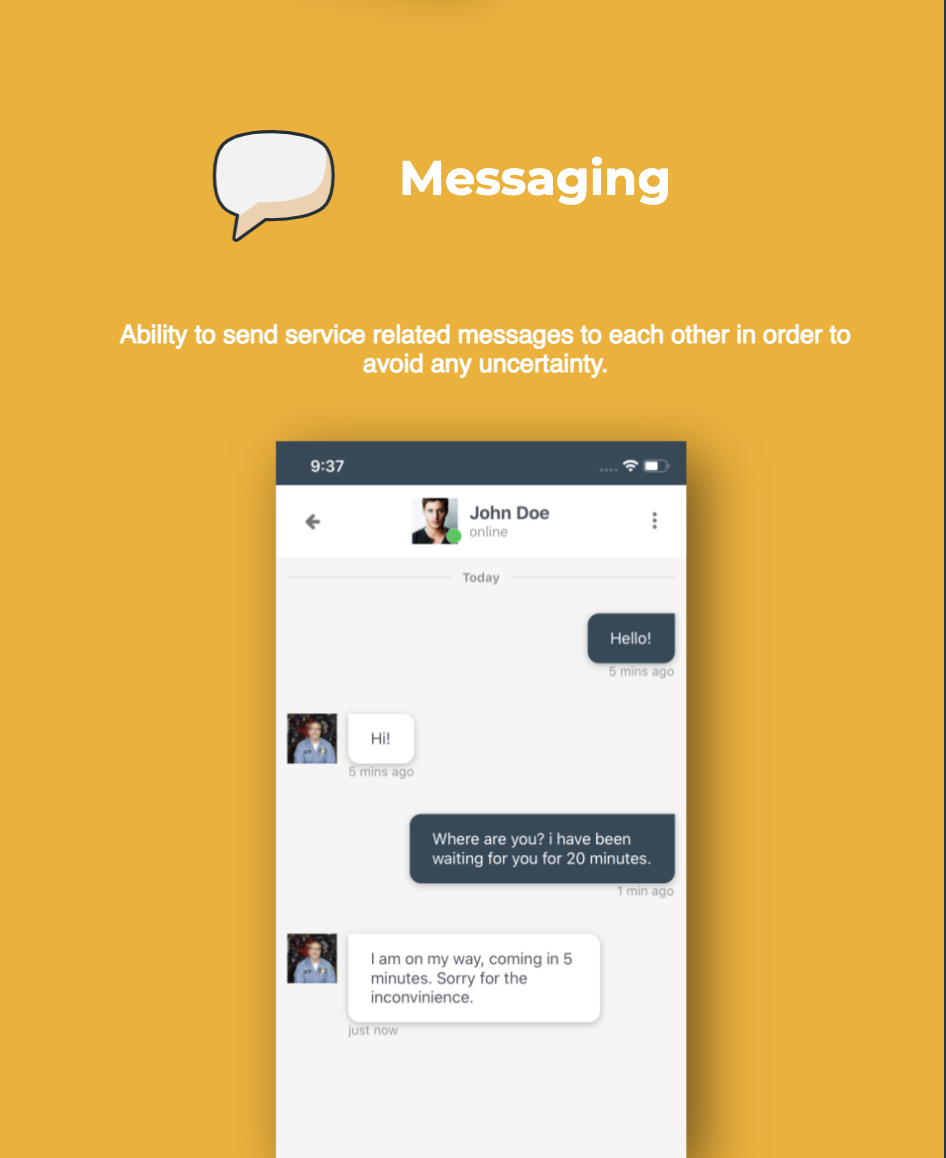 Messaging
Ability to send service related messages to each other in order to
avoid any uncertainty.
9:37
John Doe
online
Today
Hello!
5 mins ago
Hi!
5 mins ago
Where are you? i have been
waiting for you for 20 minutes.
1 min ago
I am on my way, coming in 5
minutes. Sorry for the
inconvinience.
just now